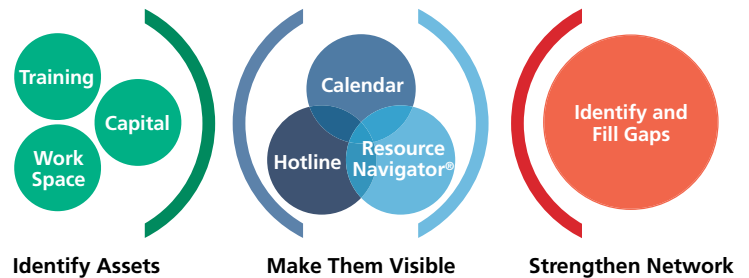 Training
Capital
Work
Space
Calendar
Hotline
Resource
Navigator®
Identify and
Fill Gaps
Identify Assets
Make Them Visible
Strengthen Network